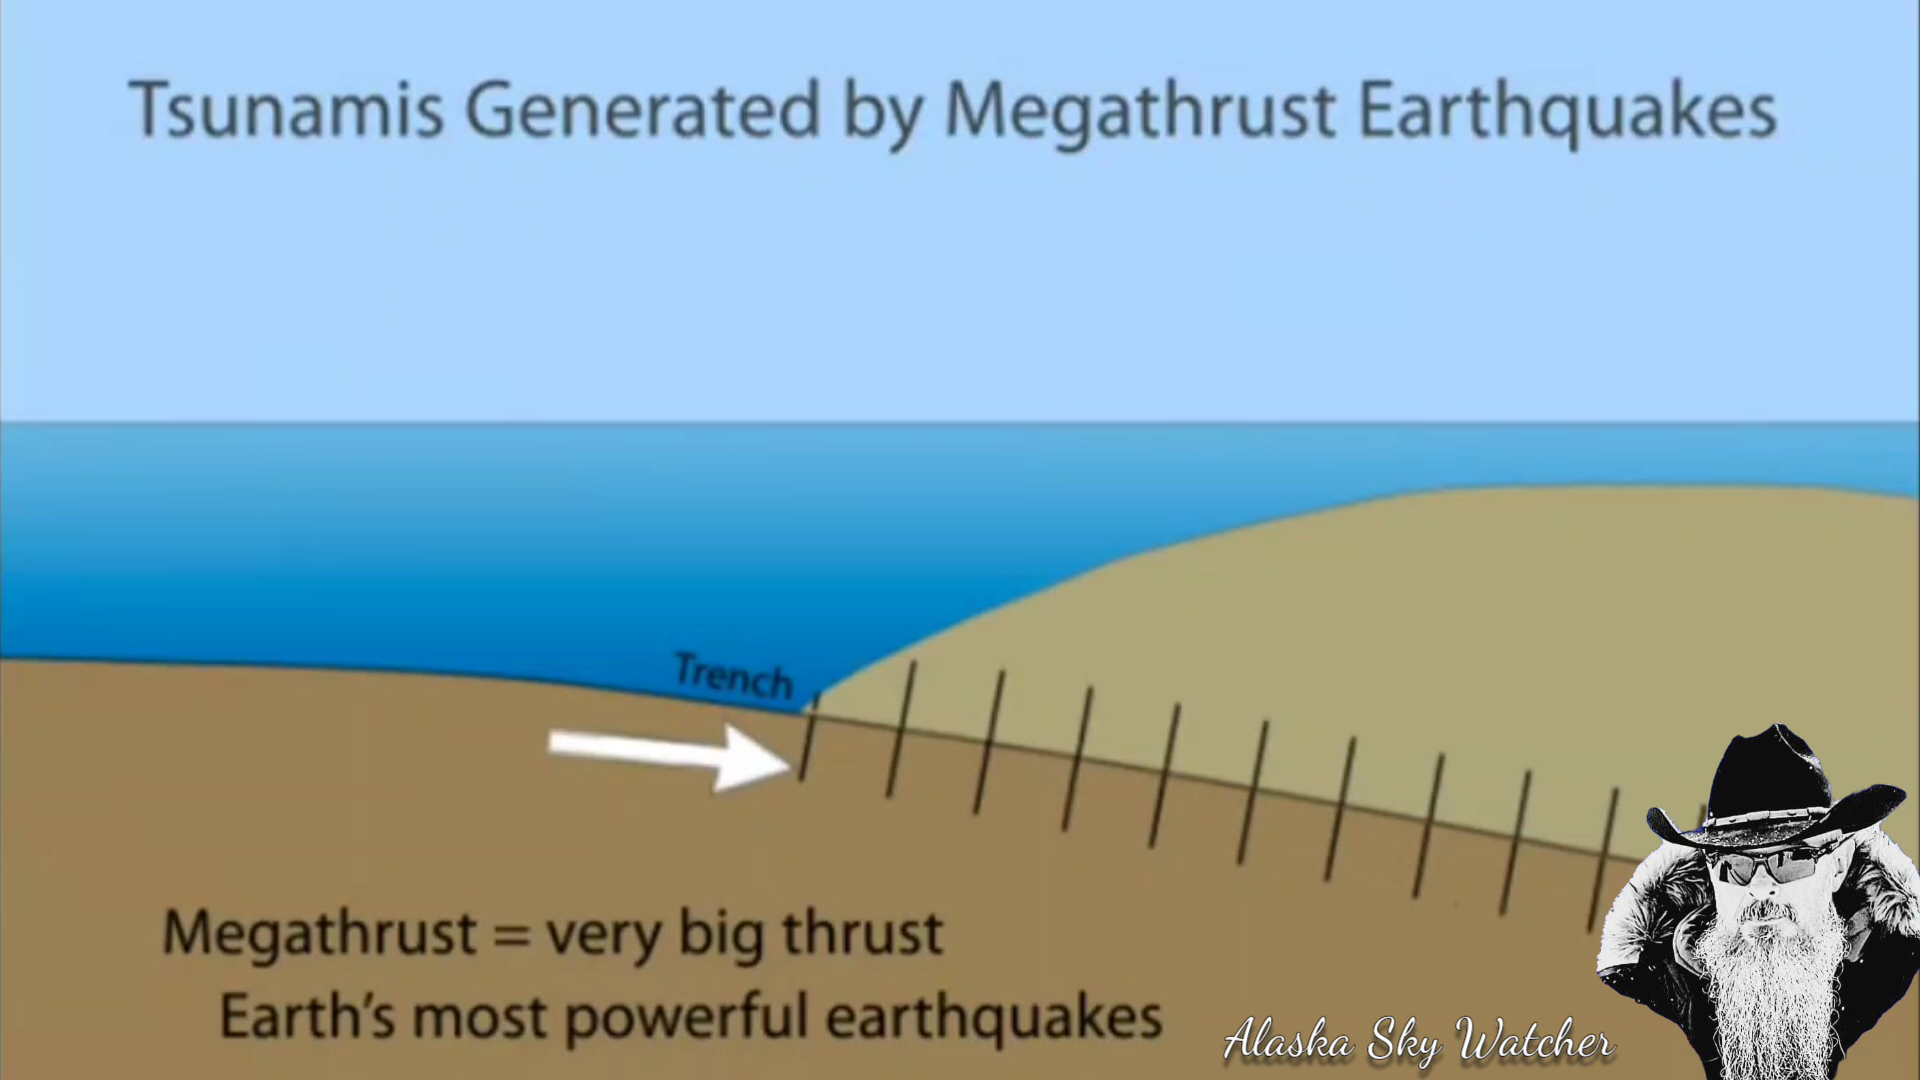 Tsunamis Generated by Megathrust Earthquakes
Trench
Megathrust = very big thrust
Earth's most powerful earthquakes
Alaska Sky Watcher